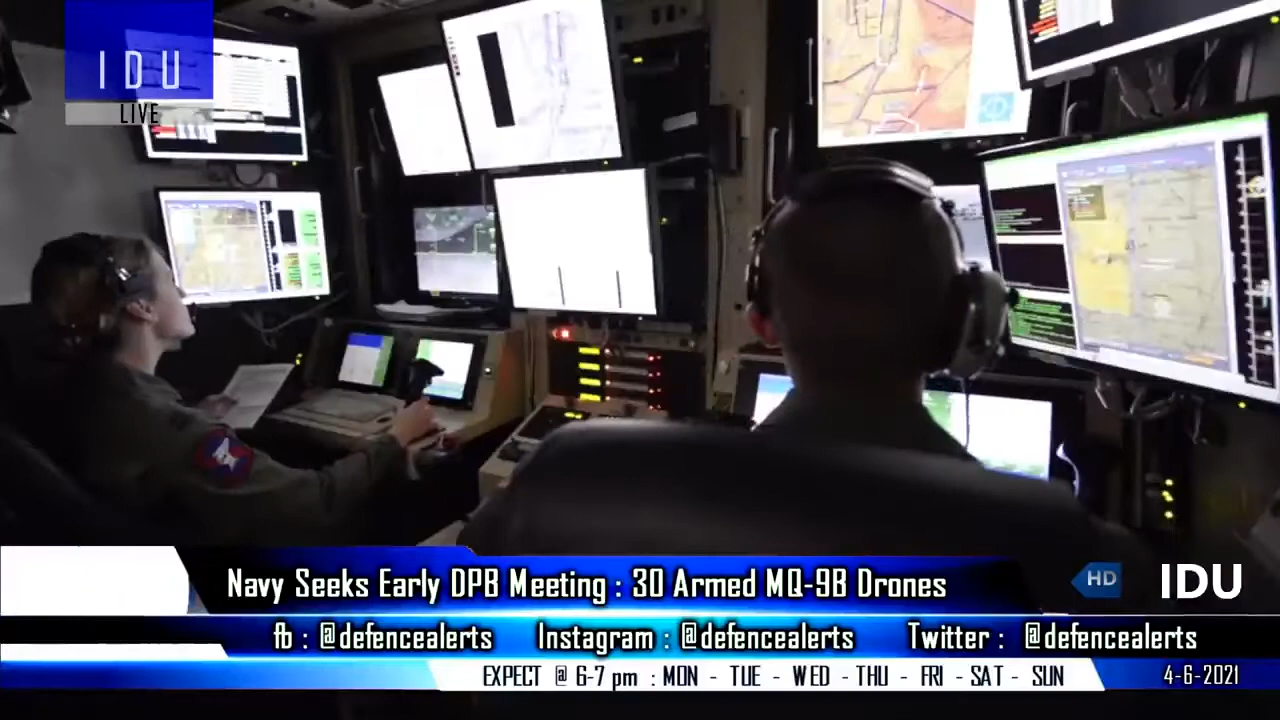 IDU
LIVE
Navy Seeks Early DPB Meeting : 30 Armed MQ-9B Drones
HD
IDU
fb : @defencealerts Instagram : @defencealerts Twitter : @defencealerts
EXPECT @ 6-7 pm : MON - TUE - WED - THU - FRI - SAT - SUN
4-6-2021